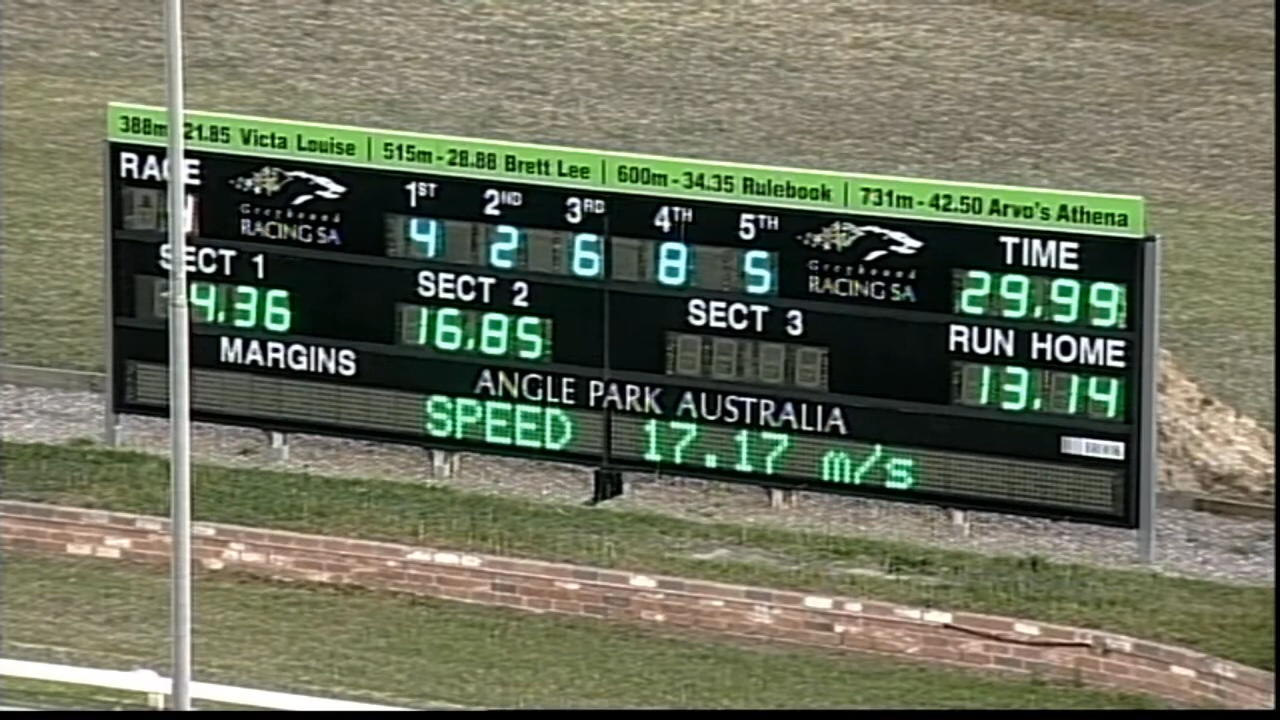 388m - 21.85 Victa Louise | 515m - 28.88 Brett Lee | 600m - 34.35 Rulebook | 731m - 42.50 Arvo's Athena
RACE
Greyhound
RACING SA
1ST 2ND 3RD 4TH 5TH
4 2 6 8 5
Greyhound
RACING SA
TIME
29.99
SECT 1
4.36
SECT 2
16.85
SECT 3
RUN HOME
13.14
MARGINS
ANGLE PARK AUSTRALIA
SPEED 17.17 m/s